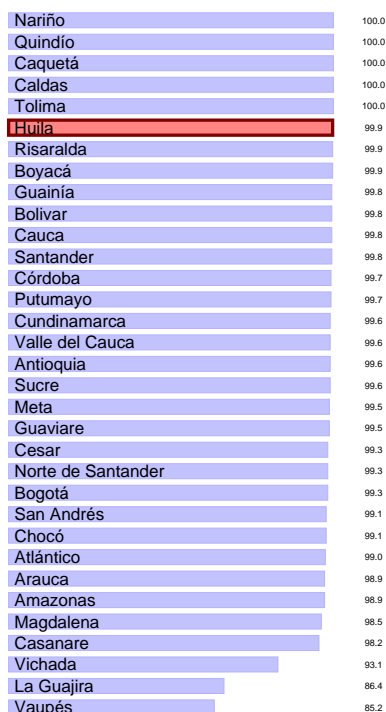 Nariño 100.0
Quindío 100.0
Caquetá 100.0
Caldas 100.0
Tolima 100.0
Huila 99.9
Risaralda 99.9
Boyacá 99.9
Guainía 99.8
Bolivar 99.8
Cauca 99.8
Santander 99.8
Córdoba 99.7
Putumayo 99.7
Cundinamarca 99.6
Valle del Cauca 99.6
Antioquia 99.6
Sucre 99.6
Meta 99.5
Guaviare 99.5
Cesar 99.3
Norte de Santander 99.3
Bogotá 99.3
San Andrés 99.1
Chocó 99.1
Atlántico 99.0
Arauca 98.9
Amazonas 98.9
Magdalena 98.5
Casanare 98.2
Vichada 93.1
La Guajira 86.4
Vaupés 85.2